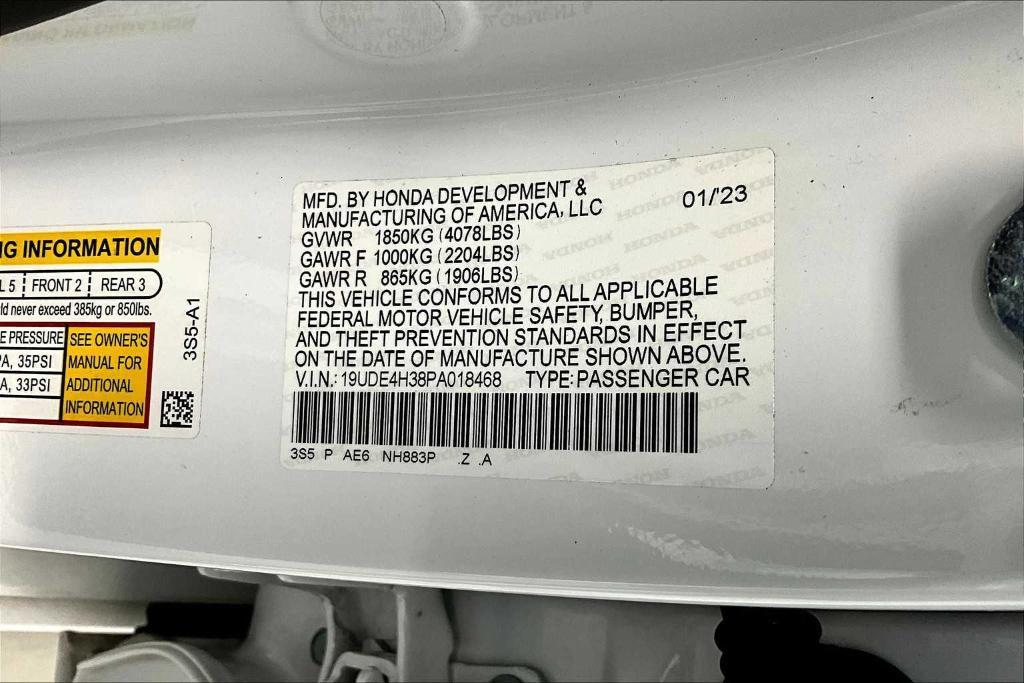 MFD. BY HONDA DEVELOPMENT &
MANUFACTURING OF AMERICA, LLC
01/'23
GVWR 1850KG (4078LBS)
GAWR F 1000KG (2204LBS)
GAWR R 865KG (1906LBS)
THIS VEHICLE CONFORMS TO ALL APPLICABLE
FEDERAL MOTOR VEHICLE SAFETY, BUMPER,
AND THEFT PREVENTION STANDARDS IN EFFECT
ON THE DATE OF MANUFACTURE SHOWN ABOVE.
V.I.N.: 19UDE4H38PA018468 TYPE: PASSENGER CAR
3S5 P AE6 NH883P .Z .A
INFORMATION
5 FRONT 2 REAR 3
never exceed 385kg or 850lbs.
PRESSURE
35PSI
33PSI
SEE OWNER'S
MANUAL FOR
ADDITIONAL
INFORMATION
3S5-A1
HONDA